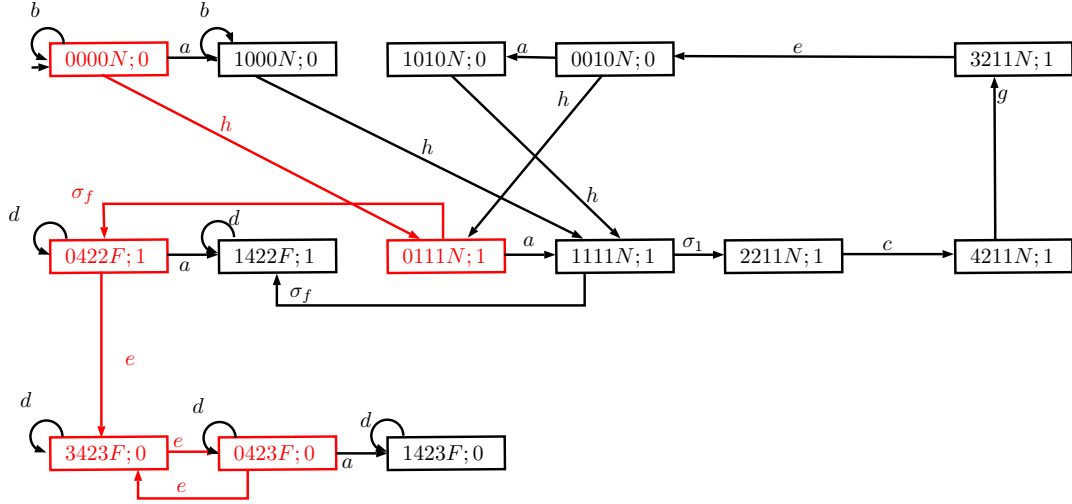 b b
0000N; 0 a 1000N; 0 1010N; 0 a 0010N; 0 e 3211N; 1
g
h
h h h
σ_f
d d
0422F; 1 a 1422F; 1 0111N; 1 a 1111N; 1 σ_1 2211N; 1 c 4211N; 1
σ_f
e
d d d
3423F; 0 e 0423F; 0 a 1423F; 0
e